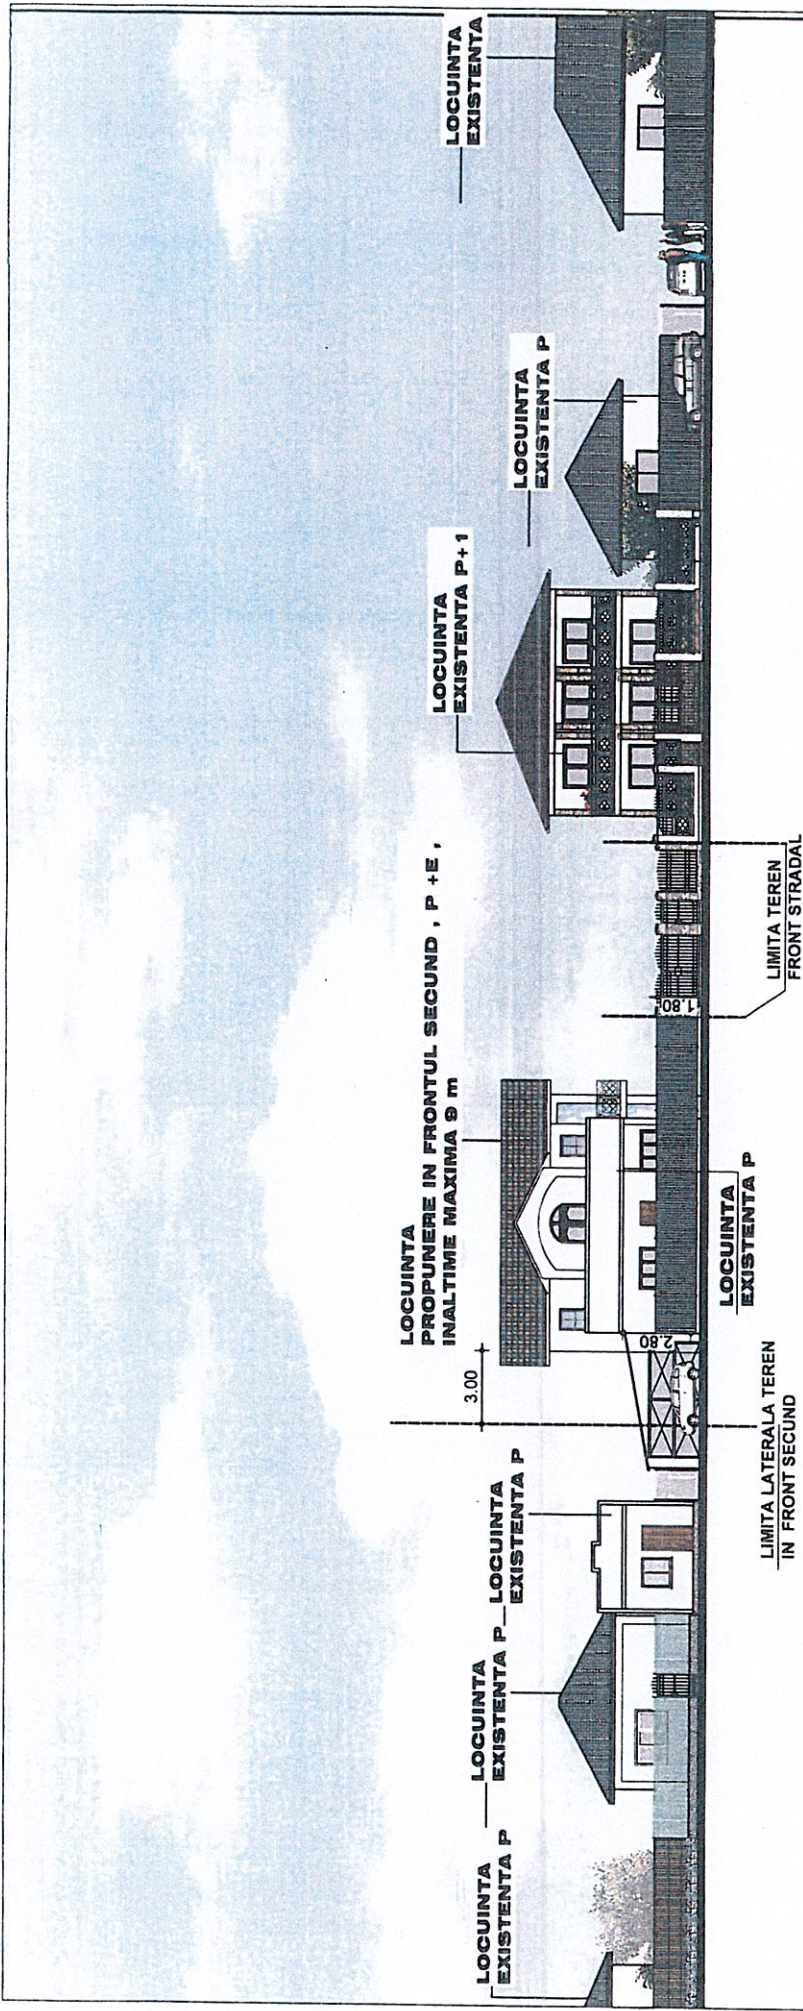 LOCUINTA
EXISTENTA P
LOCUINTA
EXISTENTA P
LOCUINTA
EXISTENTA P
3.00
LOCUINTA
PROPUNERE IN FRONTUL SECUND , P +E ,
INALTIME MAXIMA 9 m
2.80
LOCUINTA
EXISTENTA P
LIMITA LATERALA TEREN
IN FRONT SECUND
1.80
LIMITA TEREN
FRONT STRADAL
LOCUINTA
EXISTENTA P+1
LOCUINTA
EXISTENTA P
LOCUINTA
EXISTENTA